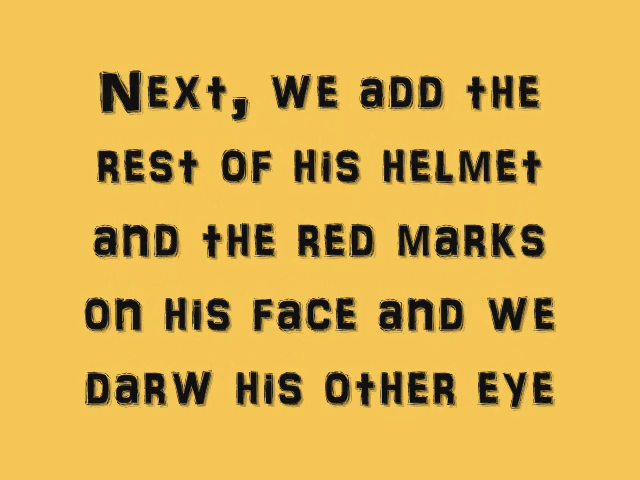 Next, we add the
rest of his helmet
and the red marks
on his face and we
darw his other eye